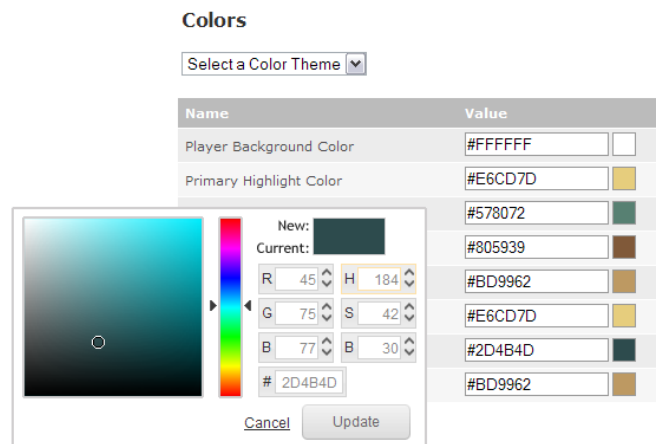 Colors
Select a Color Theme
Name Value
Player Background Color #FFFFFF
Primary Highlight Color #E6CD7D
#578072
#805939
#BD9962
#E6CD7D
#2D4B4D
#BD9962
New:
Current:
R 45 H 184
G 75 S 42
B 77 B 30
# 2D4B4D
Cancel Update